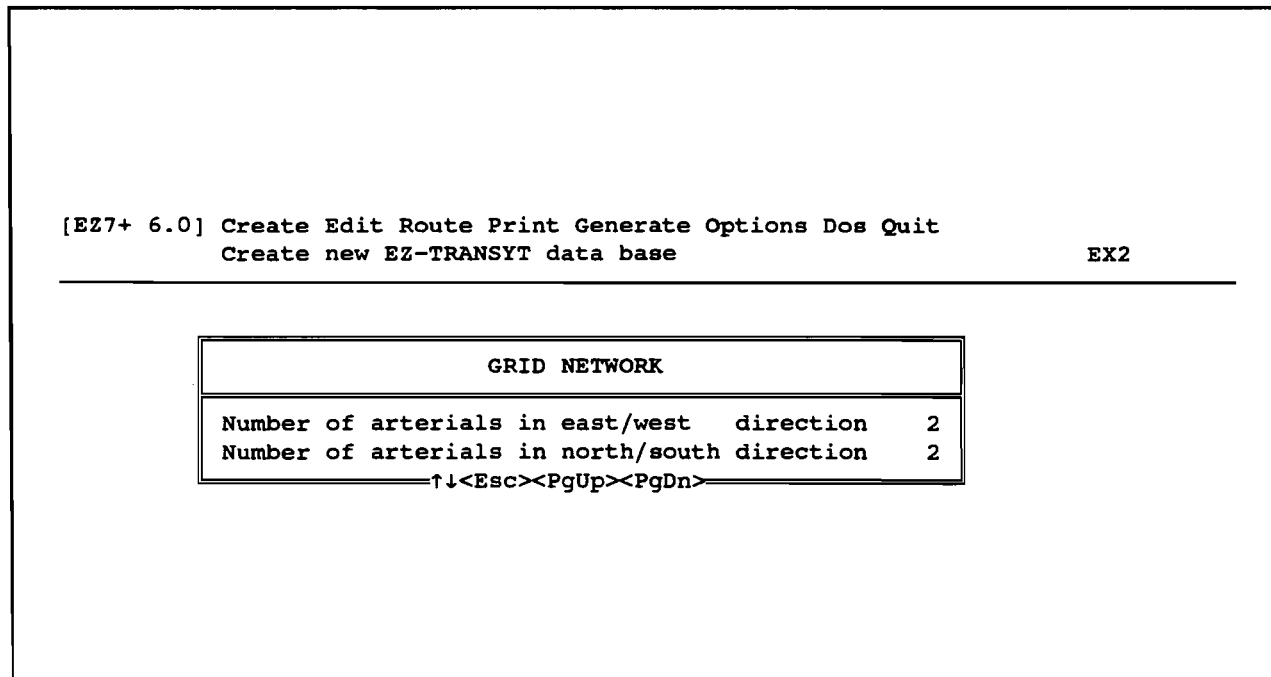 [EZ7+ 6.0] Create Edit Route Print Generate Options Dos Quit
Create new EZ-TRANSYT data base EX2
GRID NETWORK
Number of arterials in east/west direction 2
Number of arterials in north/south direction 2
↑↓<Esc><PgUp><PgDn>